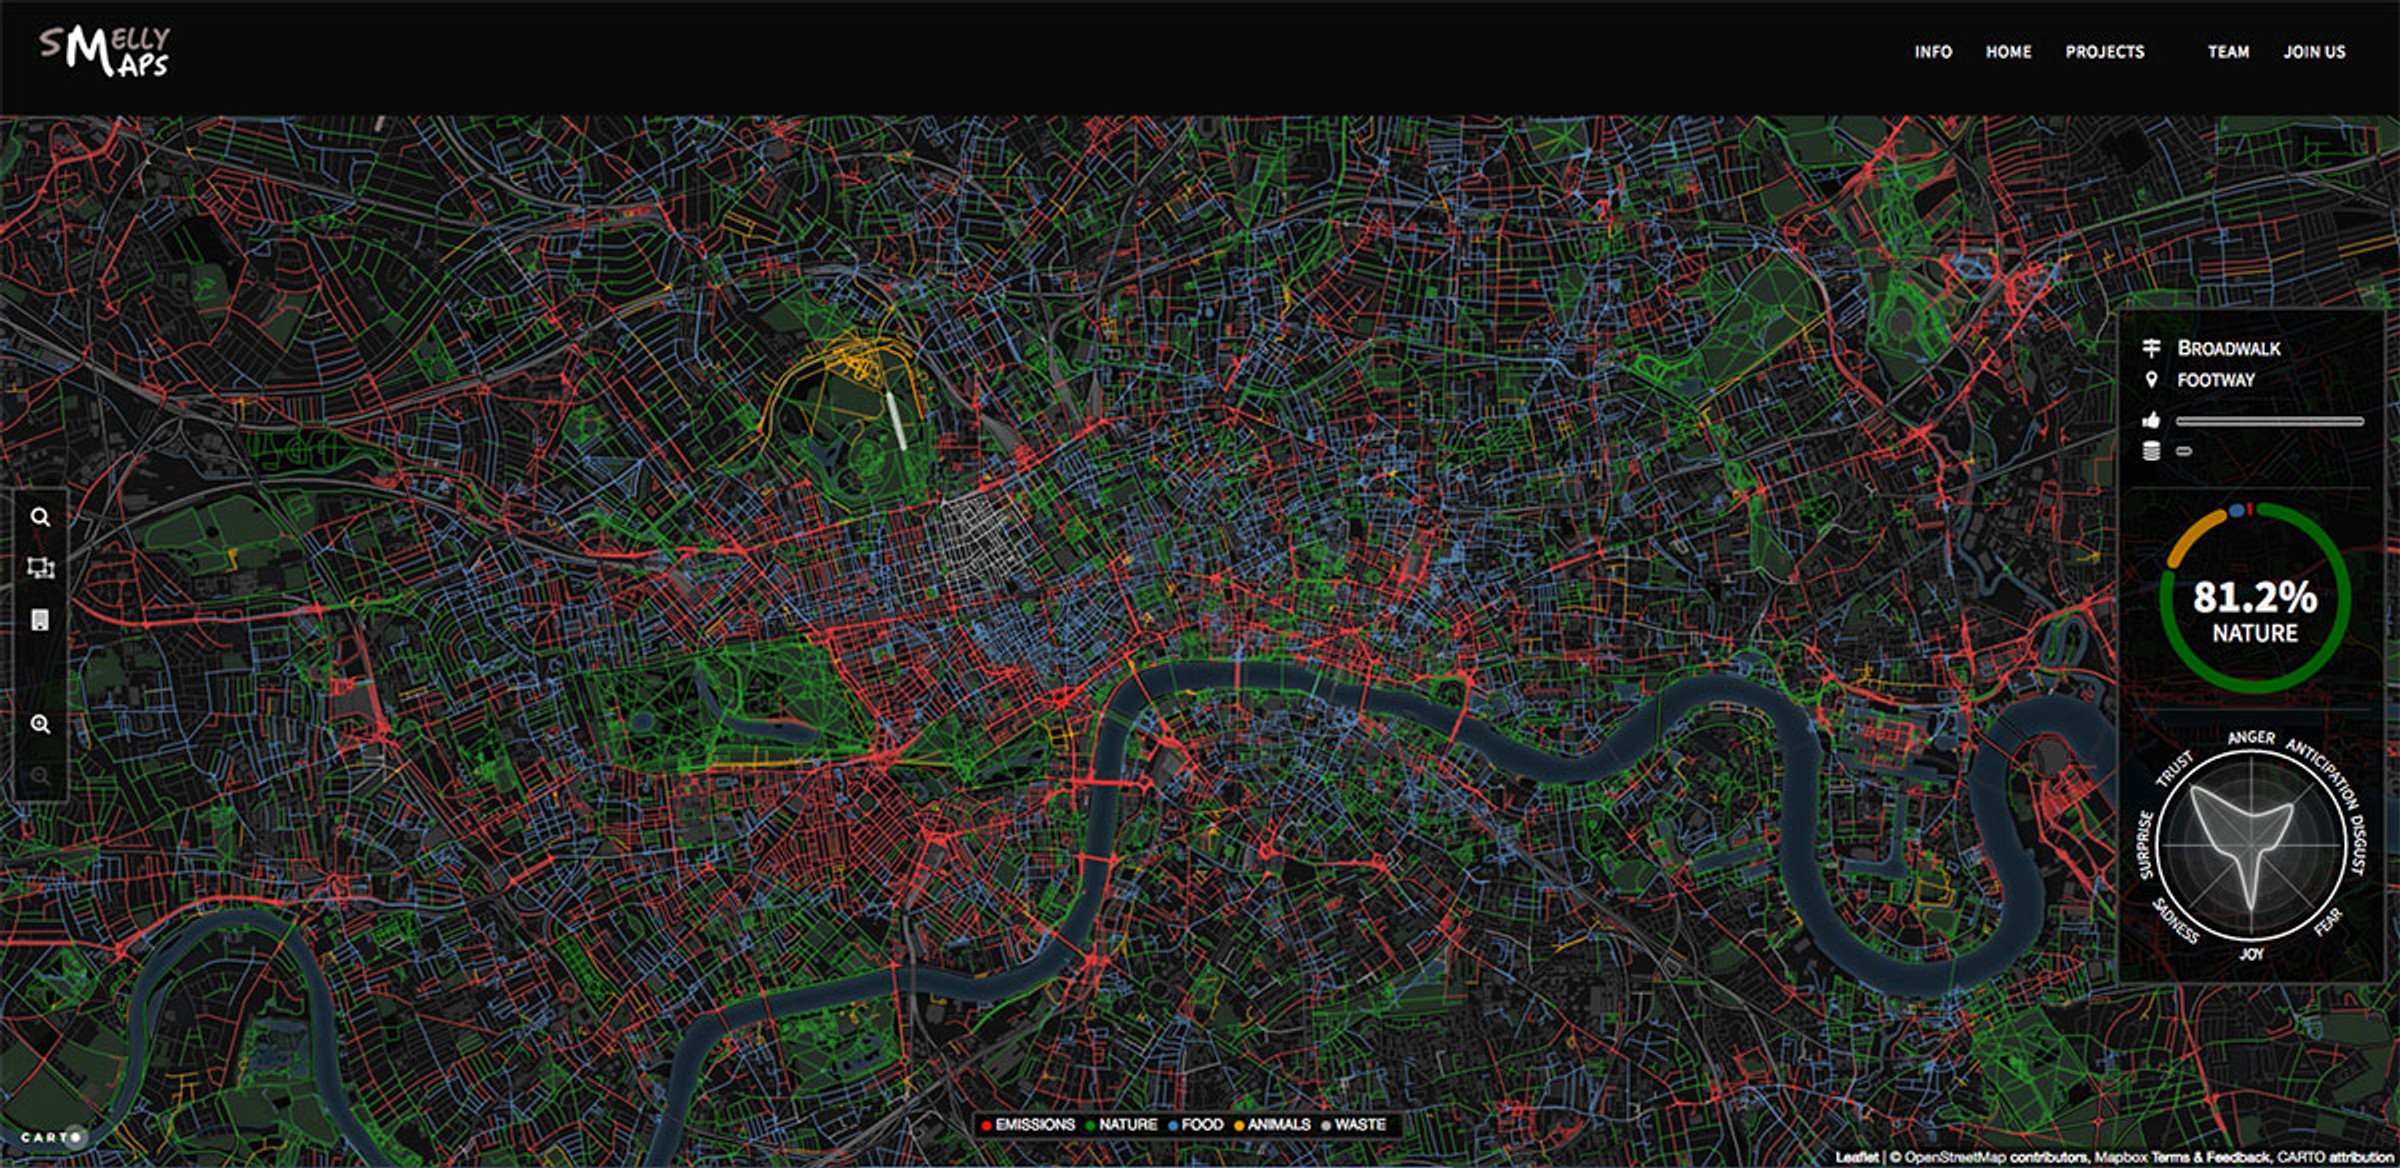 SMELLY
MAPS
INFO HOME PROJECTS TEAM JOIN US
BROADWALK
FOOTWAY
81.2%
NATURE
ANGER
ANTICIPATION
DISGUST
FEAR
JOY
SADNESS
SURPRISE
TRUST
EMISSIONS NATURE FOOD ANIMALS WASTE
CARTO
Leaflet | © OpenStreetMap contributors, Mapbox Terms & Feedback, CARTO attribution